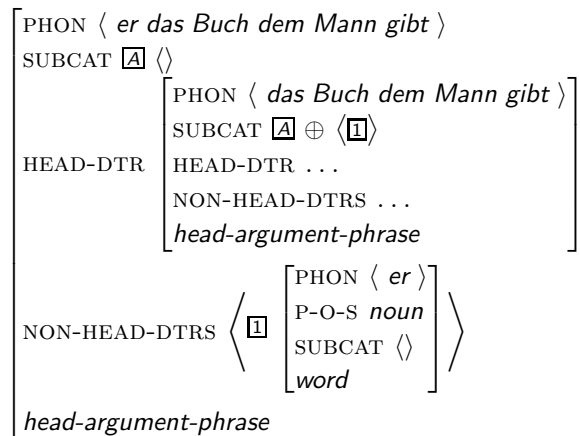 PHON ⟨ er das Buch dem Mann gibt ⟩
SUBCAT [A] ⟨⟩
PHON ⟨ das Buch dem Mann gibt ⟩
SUBCAT [A] ⊕ ⟨[1]⟩
HEAD-DTR HEAD-DTR ...
NON-HEAD-DTRS ...
head-argument-phrase
PHON ⟨ er ⟩
P-O-S noun
NON-HEAD-DTRS ⟨ [1] SUBCAT ⟨⟩ ⟩
word
head-argument-phrase